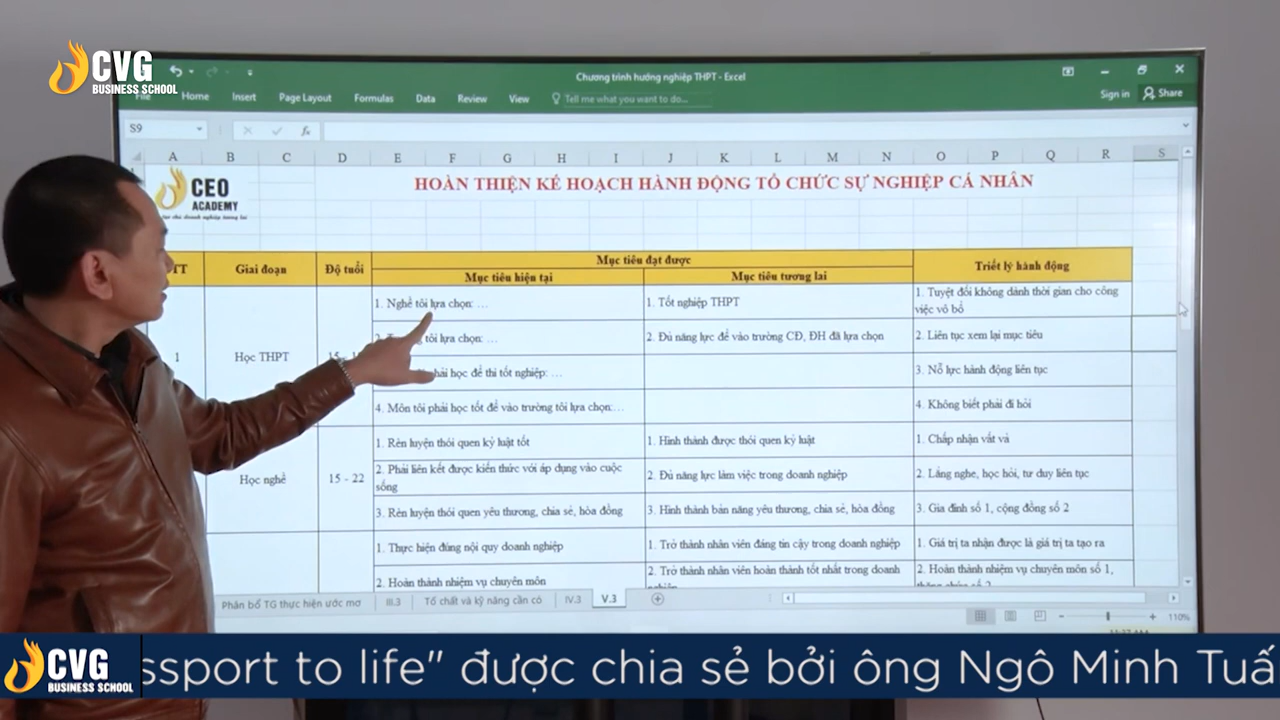 CVG
BUSINESS SCHOOL
Chương trình hướng nghiệp THPT - Excel
File Home Insert Page Layout Formulas Data Review View Tell me what you want to do... Sign in Share
S9 fx
A B C D E F G H I J K L M N O P Q R S
CEO
ACADEMY
HOÀN THIỆN KẾ HOẠCH HÀNH ĐỘNG TỔ CHỨC SỰ NGHIỆP CÁ NHÂN
TT Giai đoạn Độ tuổi Mục tiêu đạt được Triết lý hành động
Mục tiêu hiện tại Mục tiêu tương lai
1. Nghề tôi lựa chọn: … 1. Tốt nghiệp THPT 1. Tuyệt đối không dành thời gian cho công
việc vô bổ
tôi lựa chọn: … 2. Đủ năng lực để vào trường CĐ, ĐH đã lựa chọn 2. Liên tục xem lại mục tiêu
1 Học THPT
phải học để thi tốt nghiệp: … 3. Nỗ lực hành động liên tục
4. Môn tôi phải học tốt để vào trường tôi lựa chọn:… 4. Không biết phải đi hỏi
1. Rèn luyện thói quen kỷ luật tốt 1. Hình thành được thói quen kỷ luật 1. Chấp nhận vất vả
Học nghề 15 - 22 2. Phải liên kết được kiến thức với áp dụng vào cuộc
sống 2. Đủ năng lực làm việc trong doanh nghiệp 2. Lắng nghe, học hỏi, tư duy liên tục
3. Rèn luyện thói quen yêu thương, chia sẻ, hòa đồng 3. Hình thành bản năng yêu thương, chia sẻ, hòa đồng 3. Gia đình số 1, cộng đồng số 2
1. Thực hiện đúng nội quy doanh nghiệp 1. Trở thành nhân viên đáng tin cậy trong doanh nghiệp 1. Giá trị ta nhận được là giá trị ta tạo ra
2. Hoàn thành nhiệm vụ chuyên môn 2. Trở thành nhân viên hoàn thành tốt nhất trong doanh 2. Hoàn thành nhiệm vụ chuyên môn số 1,
Phân bổ TG thực hiện ước mơ III.3 Tố chất và kỹ năng cần có IV.3 V.3
110%
CVG
BUSINESS SCHOOL
ssport to life" được chia sẻ bởi ông Ngô Minh Tuấ